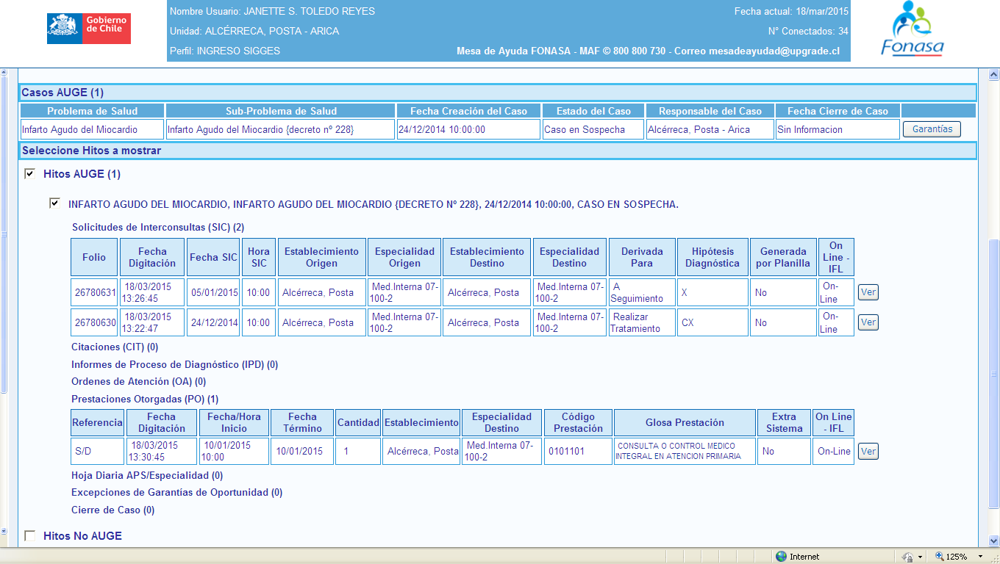 Gobierno
de Chile
Nombre Usuario: JANETTE S. TOLEDO REYES
Fecha actual: 18/mar/2015
Unidad: ALCÉRRECA, POSTA - ARICA
N° Conectados: 34
Perfil: INGRESO SIGGES
Mesa de Ayuda FONASA - MAF © 800 800 730 - Correo mesadeayudad@upgrade.cl
Fonasa
Casos AUGE (1)
Problema de Salud Sub-Problema de Salud Fecha Creación del Caso Estado del Caso Responsable del Caso Fecha Cierre de Caso
Infarto Agudo del Miocardio Infarto Agudo del Miocardio {decreto nº 228} 24/12/2014 10:00:00 Caso en Sospecha Alcérreca, Posta - Arica Sin Informacion Garantías
Seleccione Hitos a mostrar
Hitos AUGE (1)
INFARTO AGUDO DEL MIOCARDIO, INFARTO AGUDO DEL MIOCARDIO {DECRETO Nº 228}, 24/12/2014 10:00:00, CASO EN SOSPECHA.
Solicitudes de Interconsultas (SIC) (2)
Folio Fecha Digitación Fecha SIC Hora SIC Establecimiento Origen Especialidad Origen Establecimiento Destino Especialidad Destino Derivada Para Hipótesis Diagnóstica Generada por Planilla On Line - IFL
26780631 18/03/2015 13:26:45 05/01/2015 10:00 Alcérreca, Posta Med.Interna 07-100-2 Alcérreca, Posta Med.Interna 07-100-2 A Seguimiento X No On-Line Ver
26780630 18/03/2015 13:22:47 24/12/2014 10:00 Alcérreca, Posta Med.Interna 07-100-2 Alcérreca, Posta Med.Interna 07-100-2 Realizar Tratamiento CX No On-Line Ver
Citaciones (CIT) (0)
Informes de Proceso de Diagnóstico (IPD) (0)
Ordenes de Atención (OA) (0)
Prestaciones Otorgadas (PO) (1)
Referencia Fecha Digitación Fecha/Hora Inicio Fecha Término Cantidad Establecimiento Especialidad Destino Código Prestación Glosa Prestación Extra Sistema On Line - IFL
S/D 18/03/2015 13:30:45 10/01/2015 10:00 10/01/2015 1 Alcérreca, Posta Med.Interna 07-100-2 0101101 CONSULTA O CONTROL MEDICO INTEGRAL EN ATENCION PRIMARIA No On-Line Ver
Hoja Diaria APS/Especialidad (0)
Excepciones de Garantías de Oportunidad (0)
Cierre de Caso (0)
Hitos No AUGE
Internet
125%